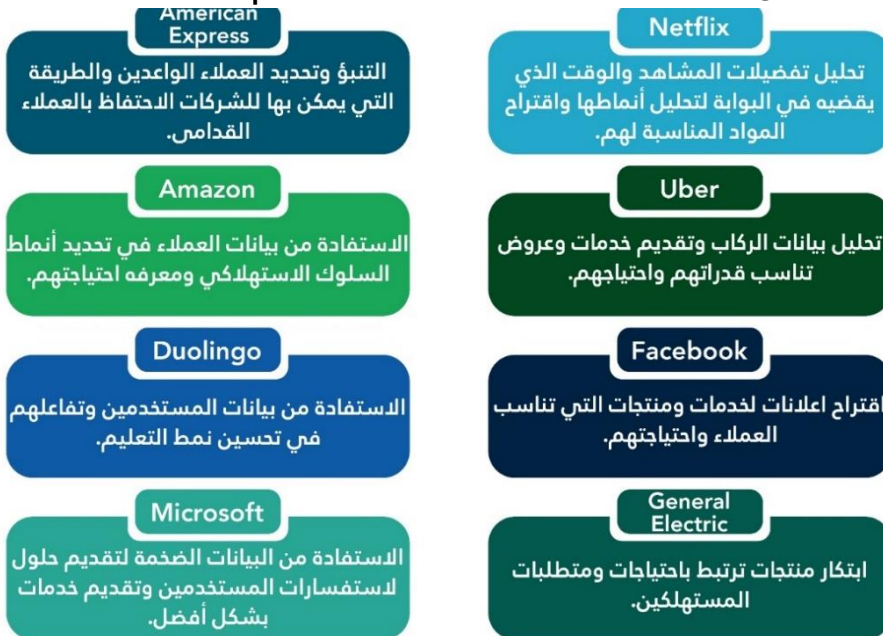 American
Express
التنبؤ وتحديد العملاء الواعدين والطريقة
التي يمكن بها للشركات الاحتفاظ بالعملاء
القدامى.
Netflix
تحليل تفضيلات المشاهد والوقت الذي
يقضيه في البوابة لتحليل أنماطها واقتراح
المواد المناسبة لهم.
Amazon
الاستفادة من بيانات العملاء في تحديد أنماط
السلوك الاستهلاكي ومعرفه احتياجتهم.
Uber
تحليل بيانات الركاب وتقديم خدمات وعروض
تناسب قدراتهم واحتياجهم.
Duolingo
الاستفادة من بيانات المستخدمين وتفاعلهم
في تحسين نمط التعليم.
Facebook
اقتراح اعلانات لخدمات ومنتجات التي تناسب
العملاء واحتياجتهم.
Microsoft
الاستفادة من البيانات الضخمة لتقديم حلول
لاستفسارات المستخدمين وتقديم خدمات
بشكل أفضل.
General
Electric
ابتكار منتجات ترتبط باحتياجات ومتطلبات
المستهلكين.